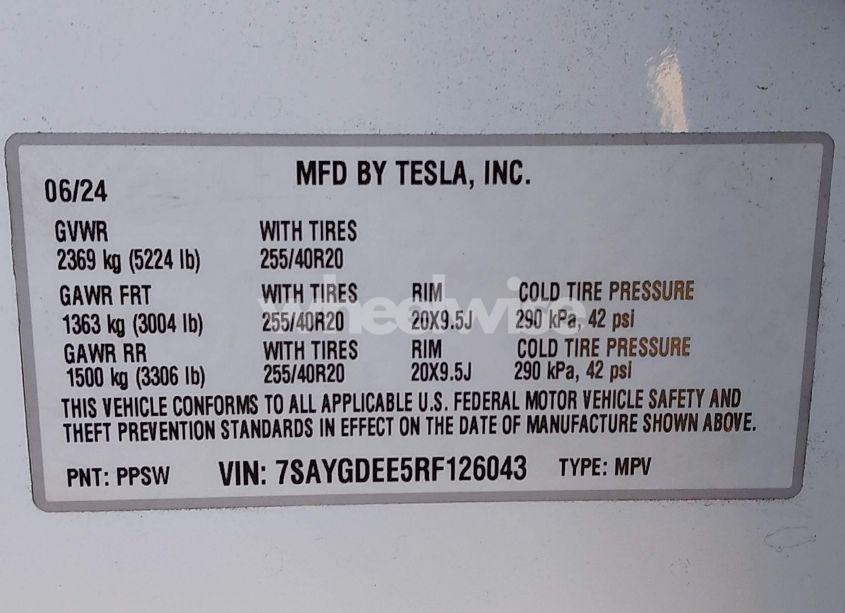 06/24 MFD BY TESLA, INC.
GVWR WITH TIRES
2369 kg (5224 lb) 255/40R20
GAWR FRT WITH TIRES RIM COLD TIRE PRESSURE
1363 kg (3004 lb) 255/40R20 20X9.5J 290 kPa, 42 psi
GAWR RR WITH TIRES RIM COLD TIRE PRESSURE
1500 kg (3306 lb) 255/40R20 20X9.5J 290 kPa, 42 psi
THIS VEHICLE CONFORMS TO ALL APPLICABLE U.S. FEDERAL MOTOR VEHICLE SAFETY AND
THEFT PREVENTION STANDARDS IN EFFECT ON THE DATE OF MANUFACTURE SHOWN ABOVE.
PNT: PPSW VIN: 7SAYGDEE5RF126043 TYPE: MPV
wheelwire